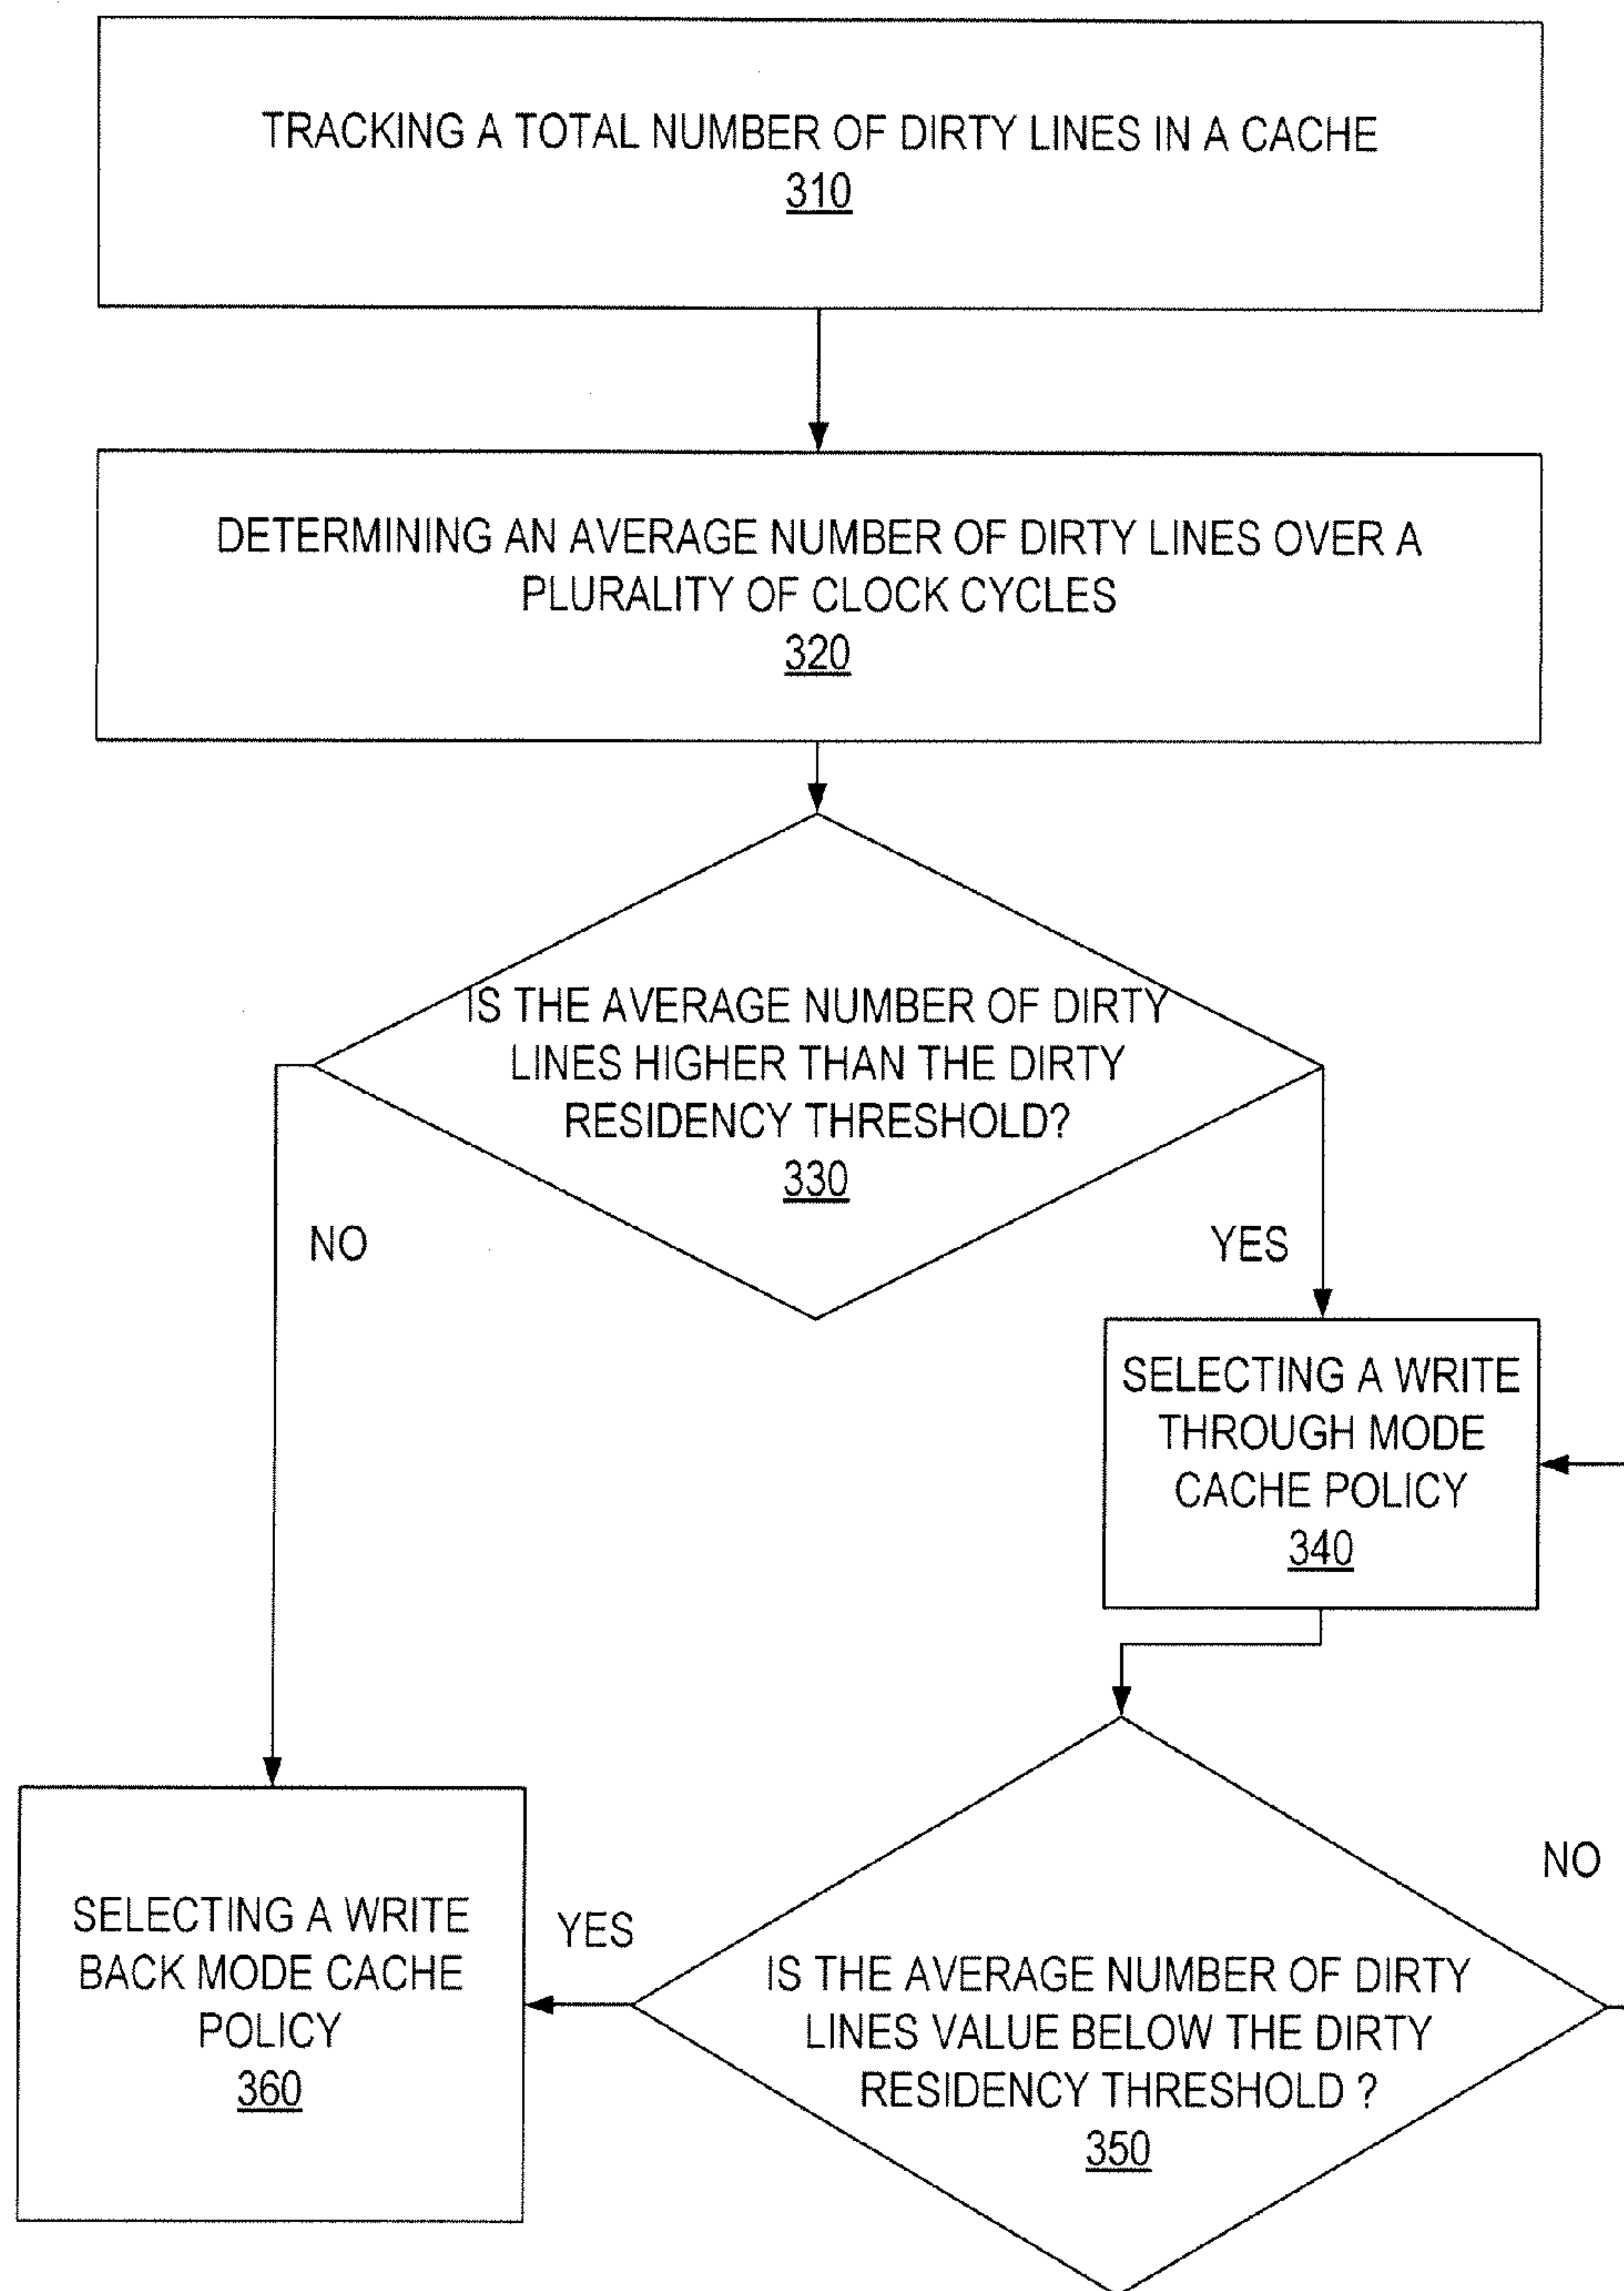 TRACKING A TOTAL NUMBER OF DIRTY LINES IN A CACHE
310
DETERMINING AN AVERAGE NUMBER OF DIRTY LINES OVER A
PLURALITY OF CLOCK CYCLES
320
IS THE AVERAGE NUMBER OF DIRTY
LINES HIGHER THAN THE DIRTY
RESIDENCY THRESHOLD?
330
NO
YES
SELECTING A WRITE
THROUGH MODE
CACHE POLICY
340
NO
YES
SELECTING A WRITE
BACK MODE CACHE
POLICY
360
IS THE AVERAGE NUMBER OF DIRTY
LINES VALUE BELOW THE DIRTY
RESIDENCY THRESHOLD ?
350